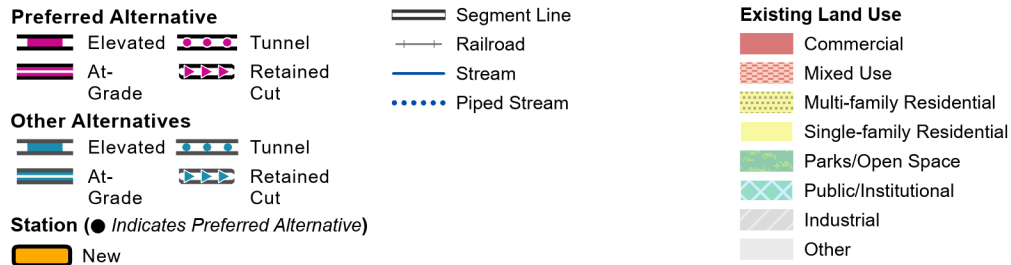 Preferred Alternative
Elevated
Tunnel
At-
Grade
Retained
Cut
Other Alternatives
Elevated
Tunnel
At-
Grade
Retained
Cut
Station (● Indicates Preferred Alternative)
New
Segment Line
Railroad
Stream
Piped Stream
Existing Land Use
Commercial
Mixed Use
Multi-family Residential
Single-family Residential
Parks/Open Space
Public/Institutional
Industrial
Other